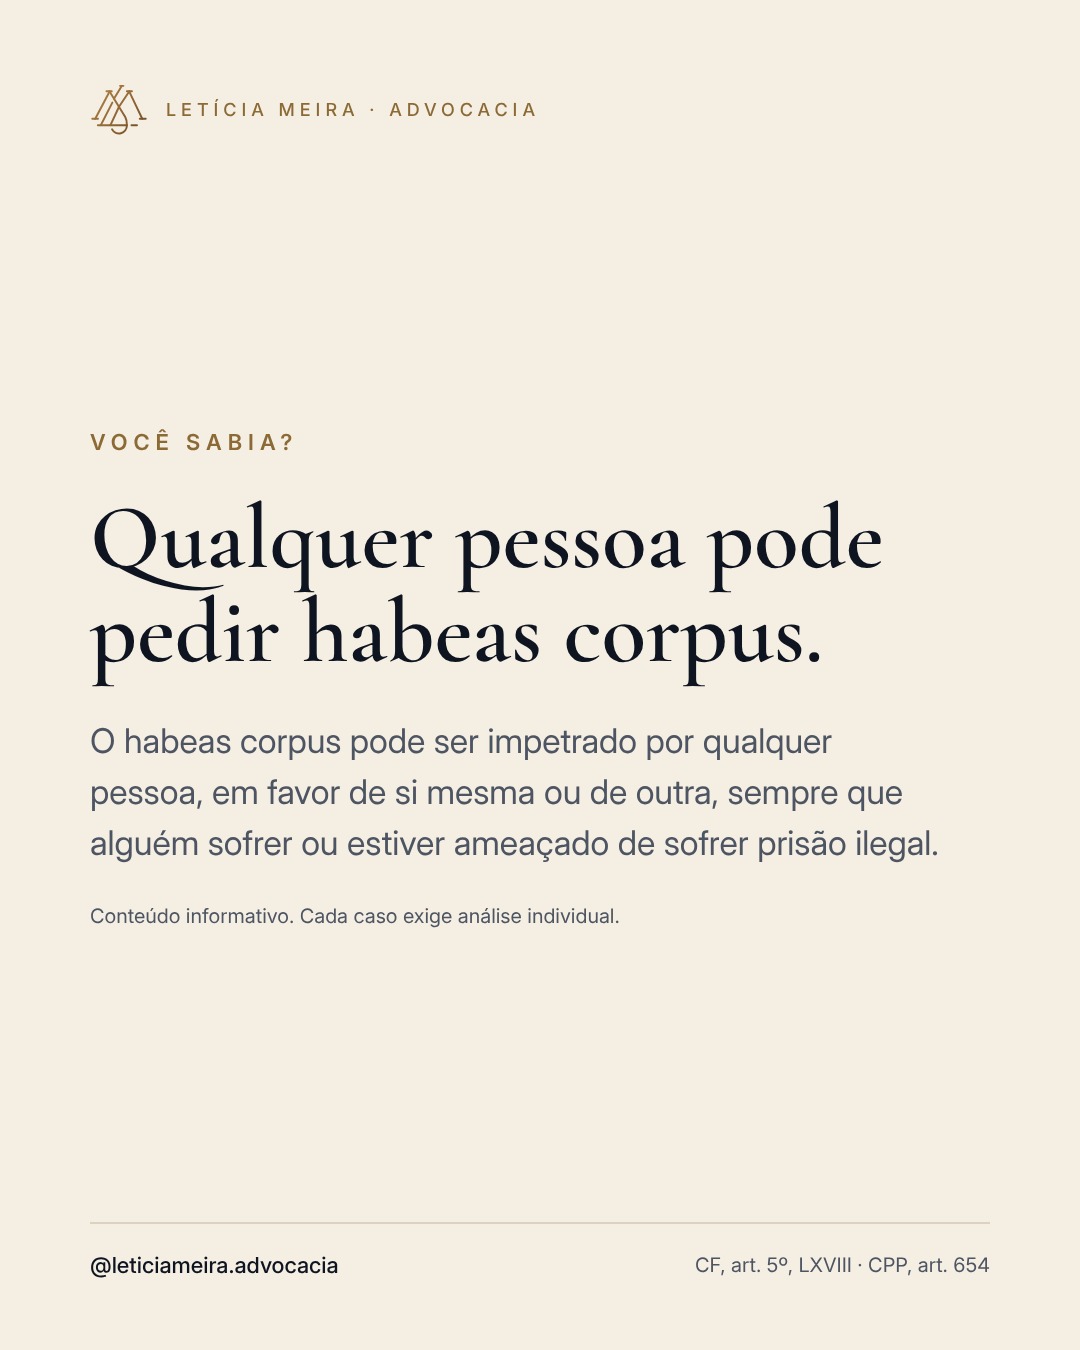 LETÍCIA MEIRA · ADVOCACIA
VOCÊ SABIA?
Qualquer pessoa pode
pedir habeas corpus.
O habeas corpus pode ser impetrado por qualquer
pessoa, em favor de si mesma ou de outra, sempre que
alguém sofrer ou estiver ameaçado de sofrer prisão ilegal.
Conteúdo informativo. Cada caso exige análise individual.
@leticiameira.advocacia
CF, art. 5º, LXVIII · CPP, art. 654